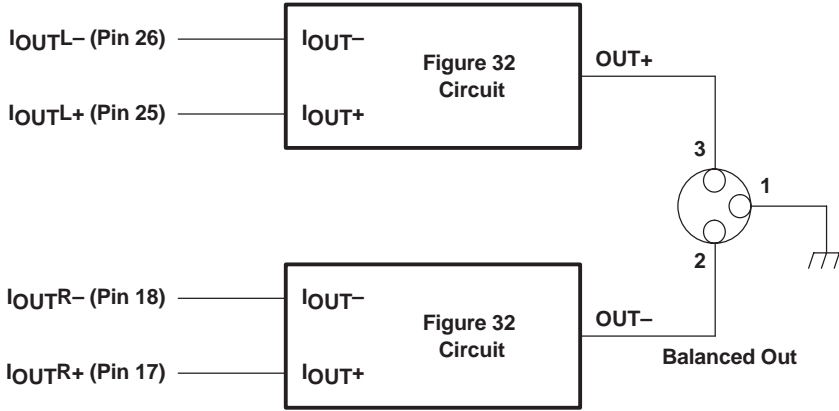 IOUTL– (Pin 26)
IOUT–
Figure 32
Circuit
OUT+
IOUTL+ (Pin 25)
IOUT+
3
1
2
IOUTR– (Pin 18)
IOUT–
Figure 32
Circuit
OUT–
Balanced Out
IOUTR+ (Pin 17)
IOUT+